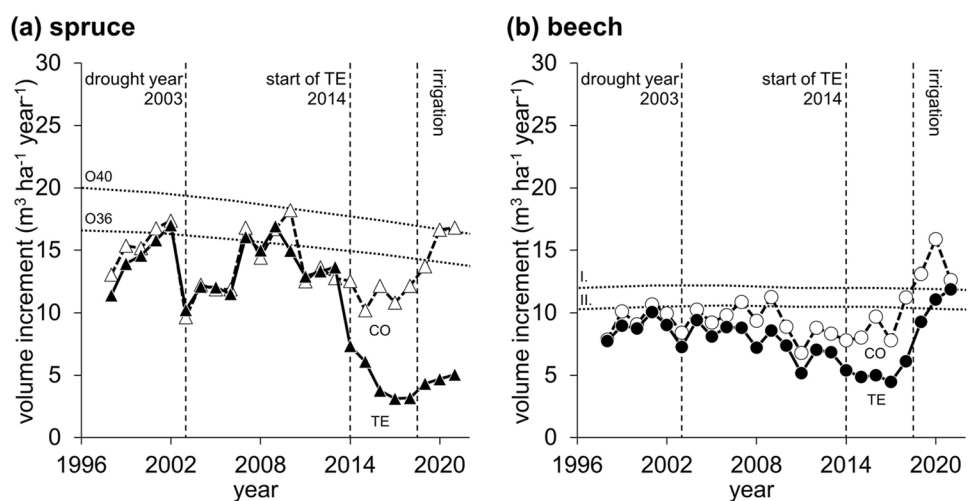 (a) spruce
volume increment (m³ ha⁻¹ year⁻¹)
30
25
20
15
10
5
0
drought year
2003
start of TE
2014
irrigation
O40
O36
CO
TE
1996
2002
2008
2014
2020
year
(b) beech
volume increment (m³ ha⁻¹ year⁻¹)
30
25
20
15
10
5
0
drought year
2003
start of TE
2014
irrigation
I.
II.
CO
TE
1996
2002
2008
2014
2020
year